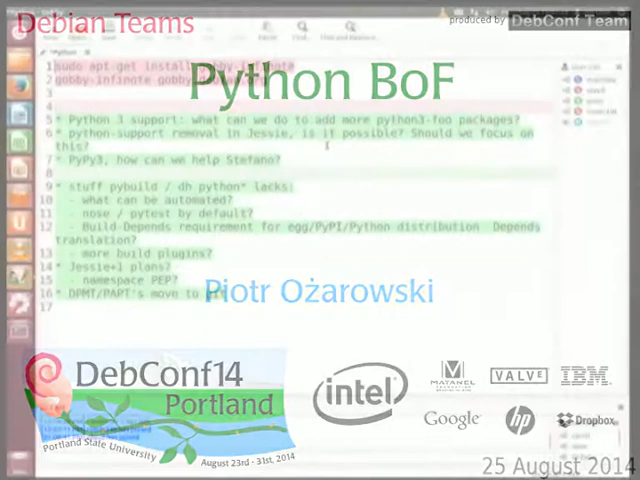 Debian Teams
produced by DebConf Team
Python BoF
1 sudo apt-get install gobby-infinote
2 gobby-infinote
3
4
5 * Python 3 support: what can we do to add more python3-foo packages?
6 * python-support removal in Jessie, is it possible? Should we focus on
this?
7 * PyPy3, how can we help Stefano?
8
9 * stuff pybuild / dh python* lacks:
10 - what can be automated?
11 - nose / pytest by default?
12 - Build-Depends requirement for egg/PyPI/Python distribution Depends
translation?
13 - more build plugins?
14 * Jessie+1 plans?
15 - namespace PEP?
16 * DPMT/PAPT's move to git
17
Piotr Ożarowski
DebConf14
Portland
Portland State University
August 23rd - 31st, 2014
intel
MATANEL
VALVE
IBM
Google
hp
Dropbox
25 August 2014